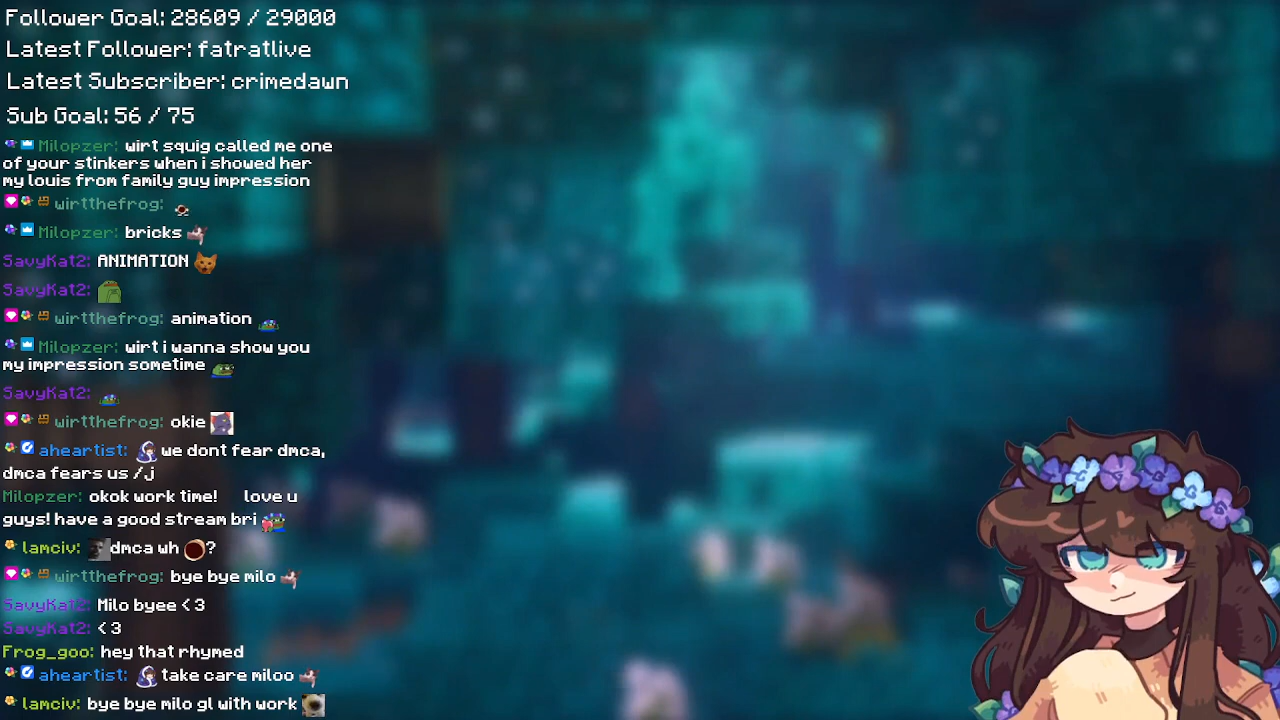 Follower Goal: 28609 / 29000
Latest Follower: fatratlive
Latest Subscriber: crimedawn
Sub Goal: 56 / 75
Milopzer: wirt squig called me one
of your stinkers when i showed her
my louis from family guy impression
wirtthefrog:
Milopzer: bricks
SavyKat2: ANIMATION
SavyKat2:
wirtthefrog: animation
Milopzer: wirt i wanna show you
my impression sometime
SavyKat2:
wirtthefrog: okie
aheartist: we dont fear dmca,
dmca fears us /j
Milopzer: okok work time! love u
guys! have a good stream bri
lamciv: dmca wh ?
wirtthefrog: bye bye milo
SavyKat2: Milo byee <3
SavyKat2: <3
Frog_goo: hey that rhymed
aheartist: take care miloo
lamciv: bye bye milo gl with work